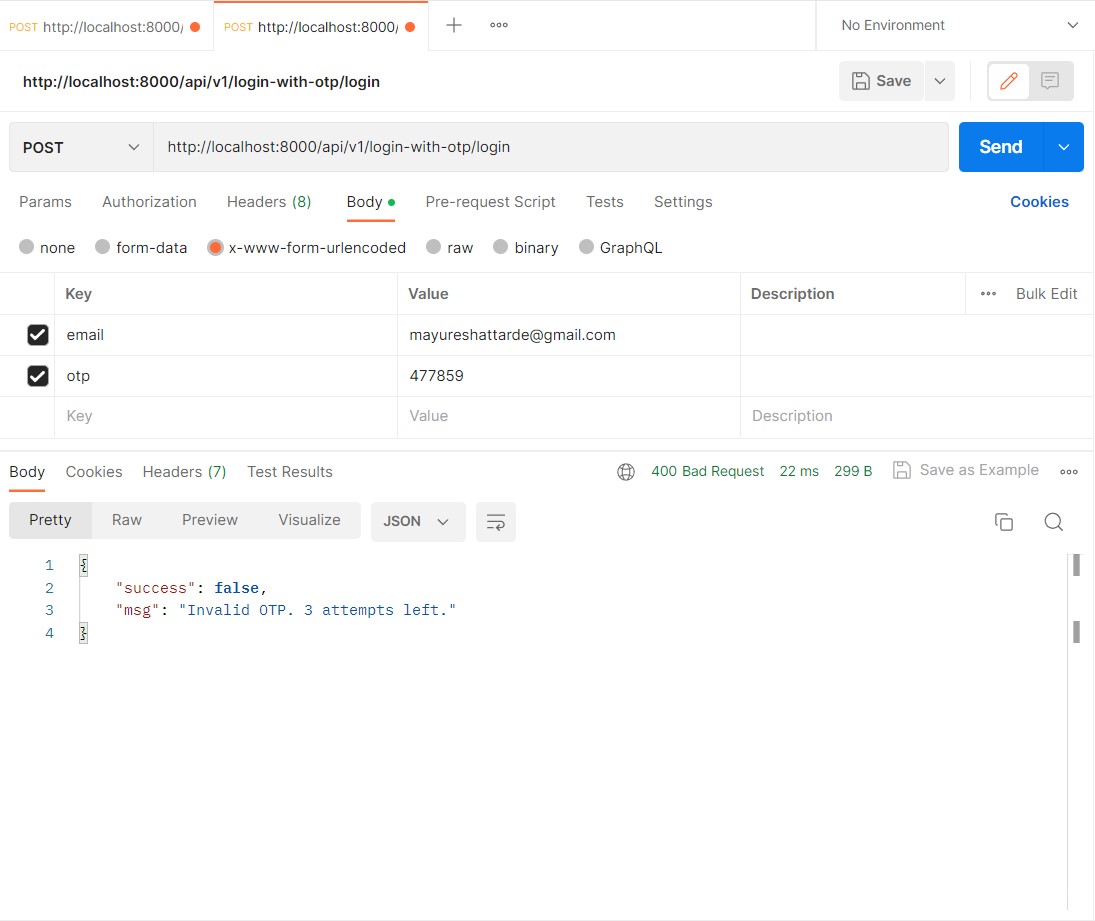 POST http://localhost:8000/ POST http://localhost:8000/ No Environment
http://localhost:8000/api/v1/login-with-otp/login Save
POST http://localhost:8000/api/v1/login-with-otp/login Send
Params Authorization Headers (8) Body Pre-request Script Tests Settings Cookies
none form-data x-www-form-urlencoded raw binary GraphQL
Key Value Description Bulk Edit
email mayureshattarde@gmail.com
otp 477859
Key Value Description
Body Cookies Headers (7) Test Results 400 Bad Request 22 ms 299 B Save as Example
Pretty Raw Preview Visualize JSON
1 {
2 "success": false,
3 "msg": "Invalid OTP. 3 attempts left."
4 }